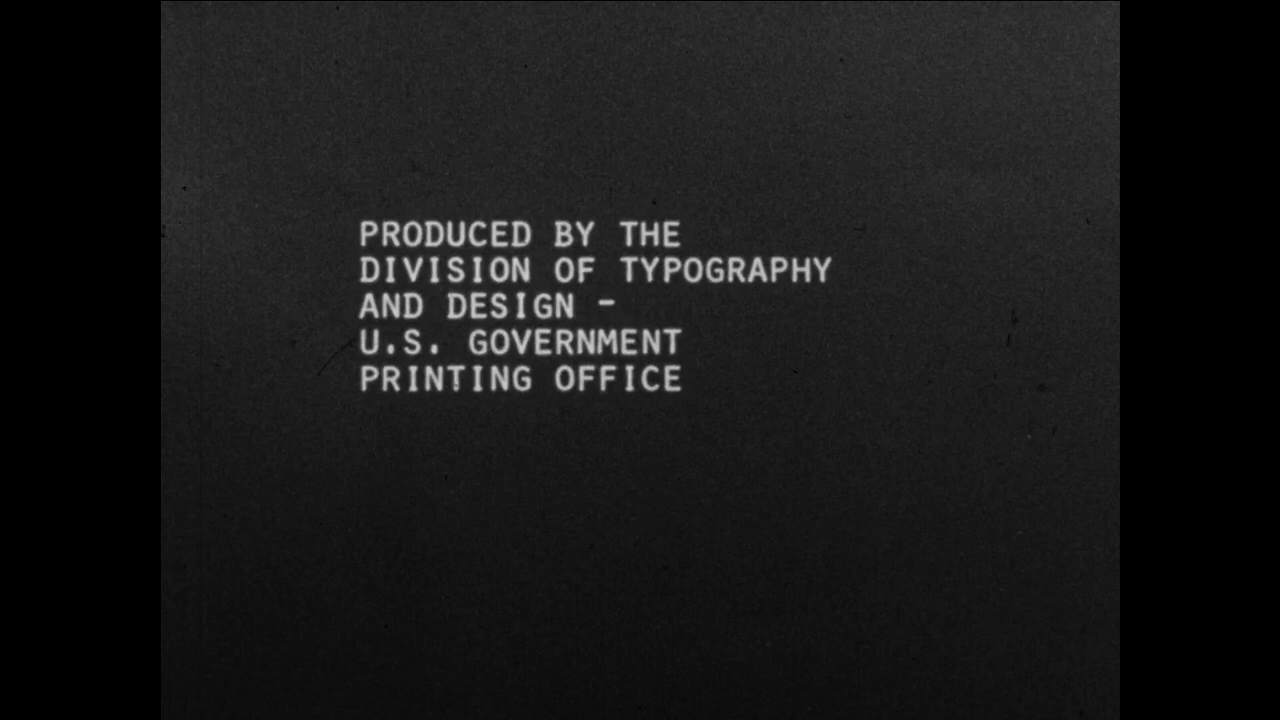 PRODUCED BY THE
DIVISION OF TYPOGRAPHY
AND DESIGN -
U.S. GOVERNMENT
PRINTING OFFICE